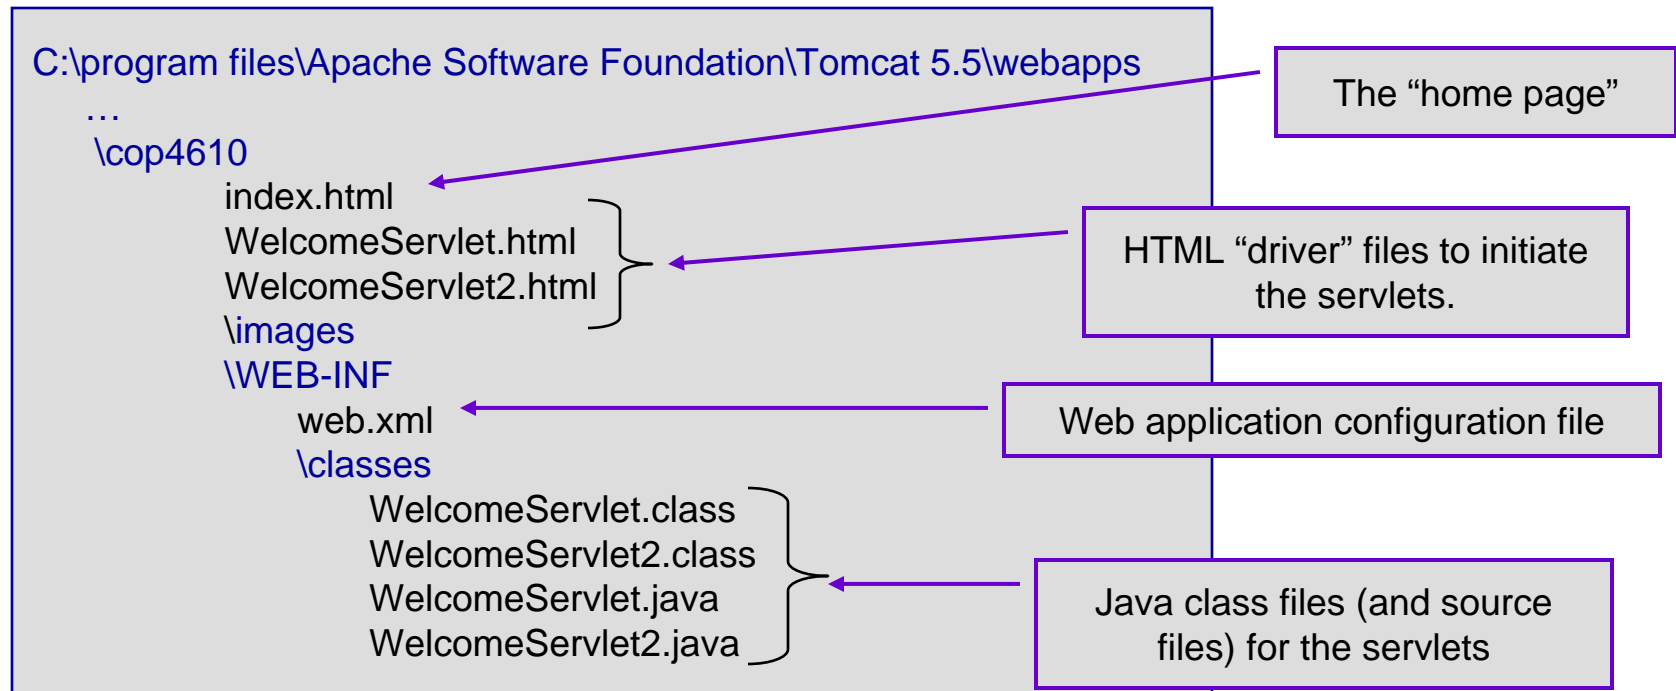 C:\program files\Apache Software Foundation\Tomcat 5.5\webapps
…
\cop4610
index.html
WelcomeServlet.html
WelcomeServlet2.html
\images
\WEB-INF
web.xml
\classes
WelcomeServlet.class
WelcomeServlet2.class
WelcomeServlet.java
WelcomeServlet2.java
The “home page”
HTML “driver” files to initiate
the servlets.
Web application configuration file
Java class files (and source
files) for the servlets